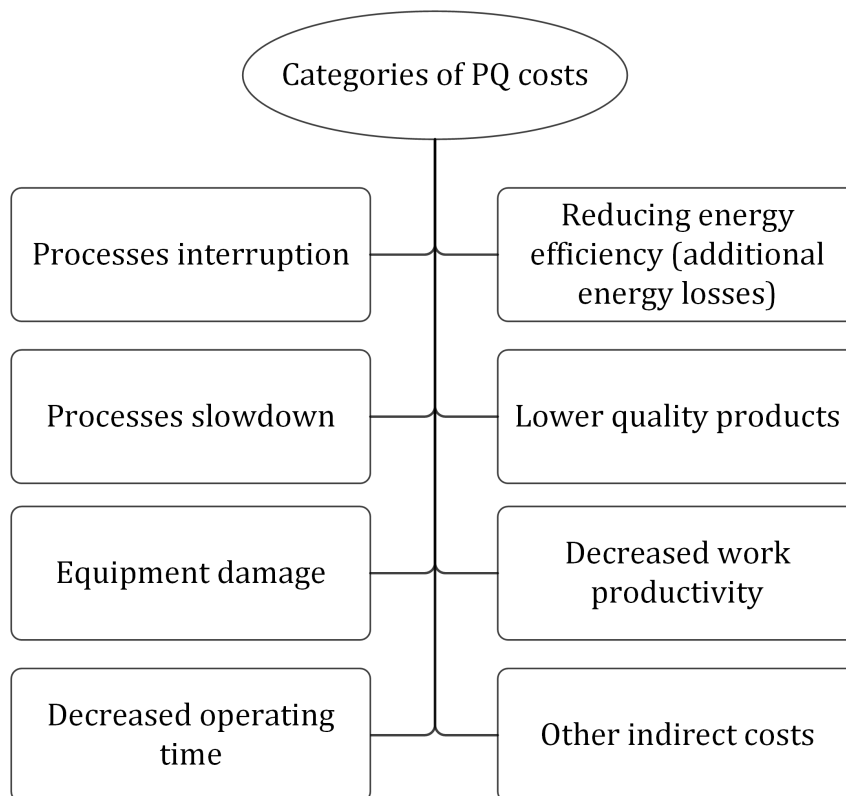 Categories of PQ costs
Processes interruption
Reducing energy
efficiency (additional
energy losses)
Processes slowdown
Lower quality products
Equipment damage
Decreased work
productivity
Decreased operating
time
Other indirect costs